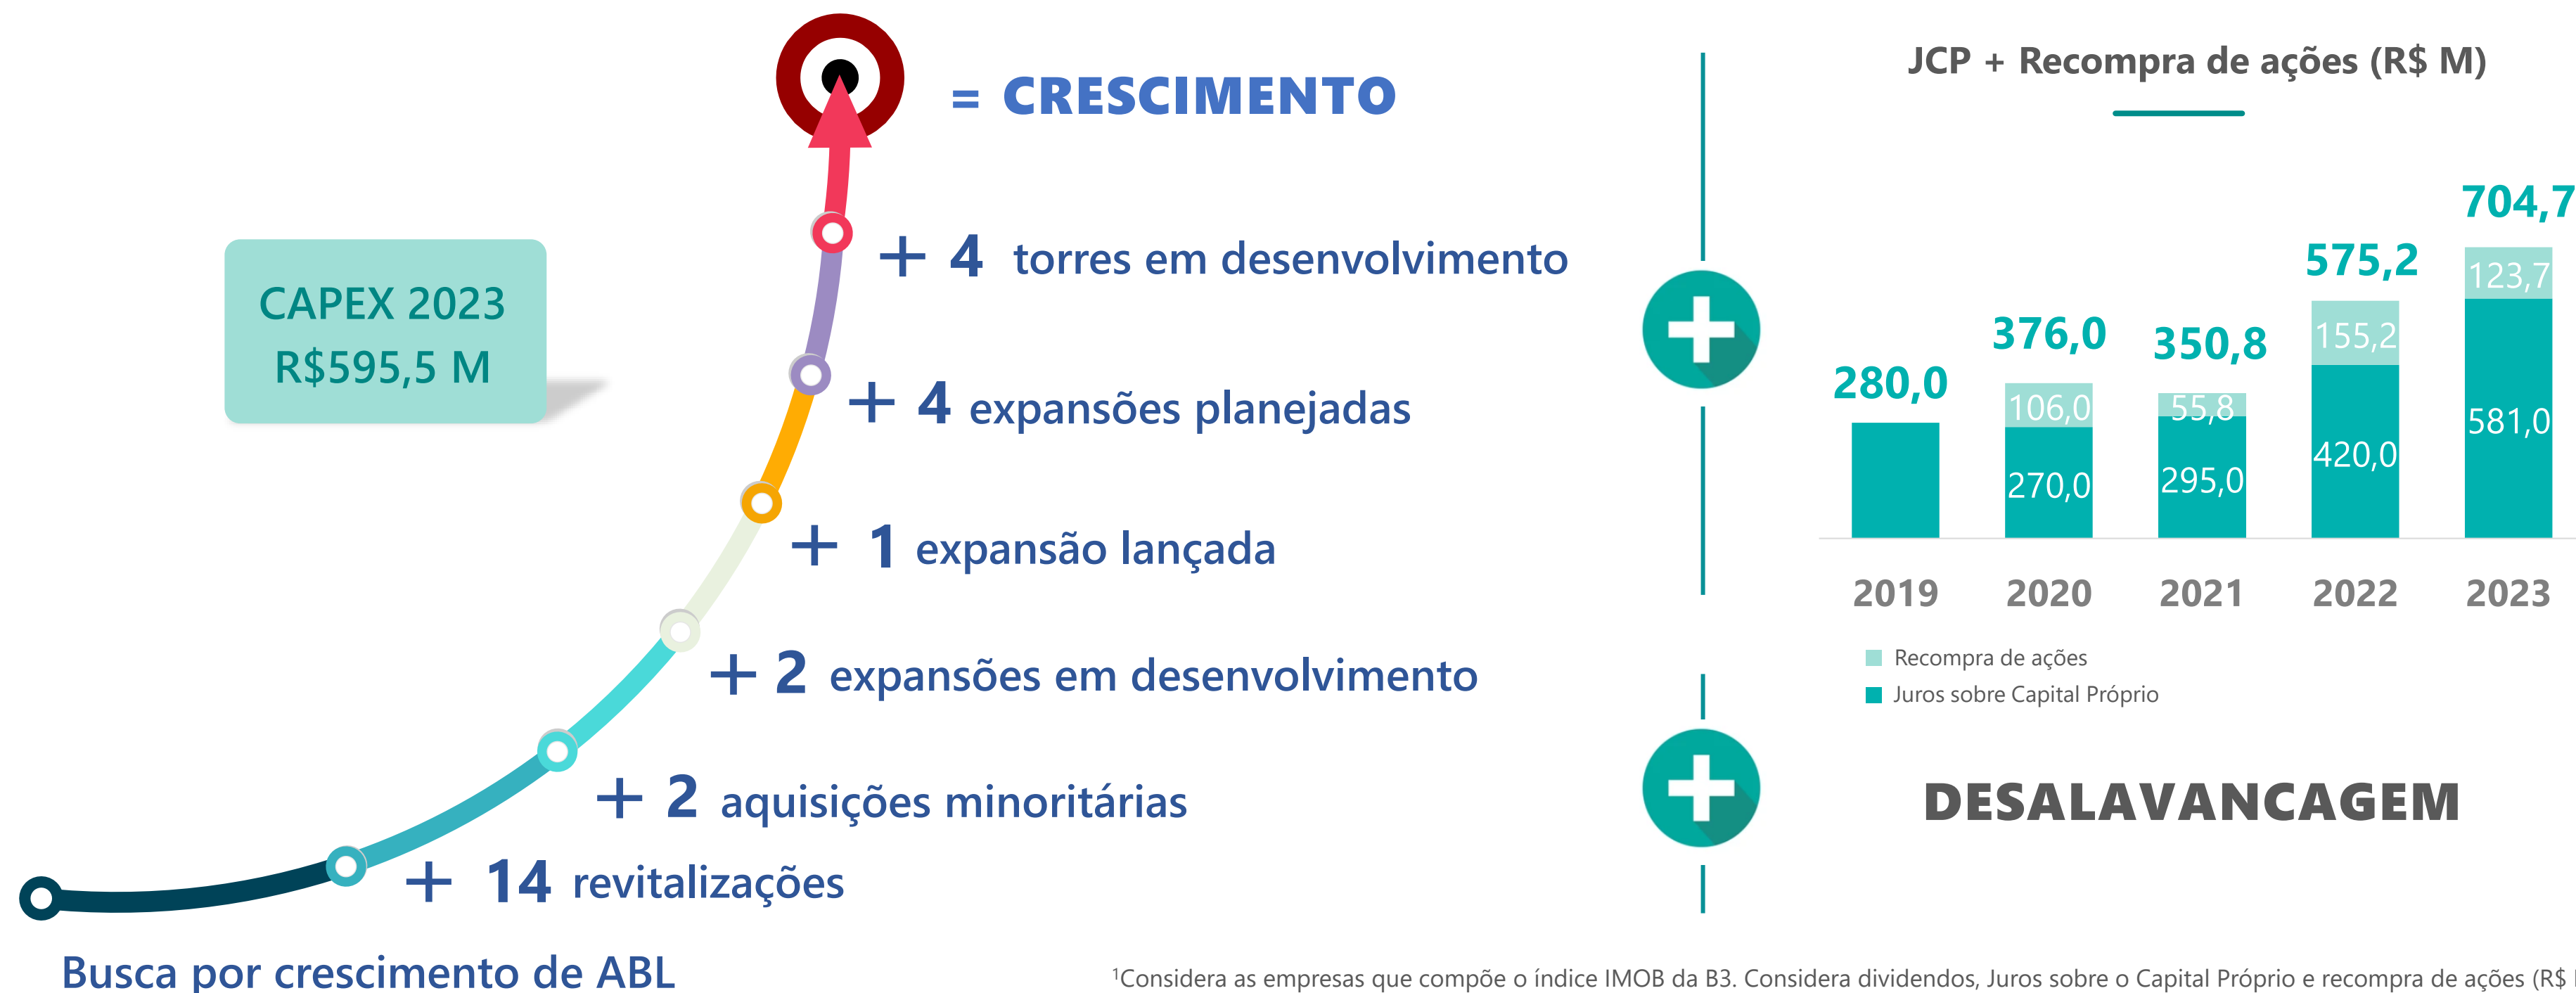 = CRESCIMENTO
+ 4 torres em desenvolvimento
CAPEX 2023
R$595,5 M
+ 4 expansões planejadas
+ 1 expansão lançada
+ 2 expansões em desenvolvimento
+ 2 aquisições minoritárias
+ 14 revitalizações
Busca por crescimento de ABL
JCP + Recompra de ações (R$ M)
704,7
575,2
376,0
350,8
280,0
123,7
155,2
106,0
55,8
581,0
420,0
270,0
295,0
2019 2020 2021 2022 2023
Recompra de ações
Juros sobre Capital Próprio
DESALAVANCAGEM
¹Considera as empresas que compõe o índice IMOB da B3. Considera dividendos, Juros sobre o Capital Próprio e recompra de ações (R$